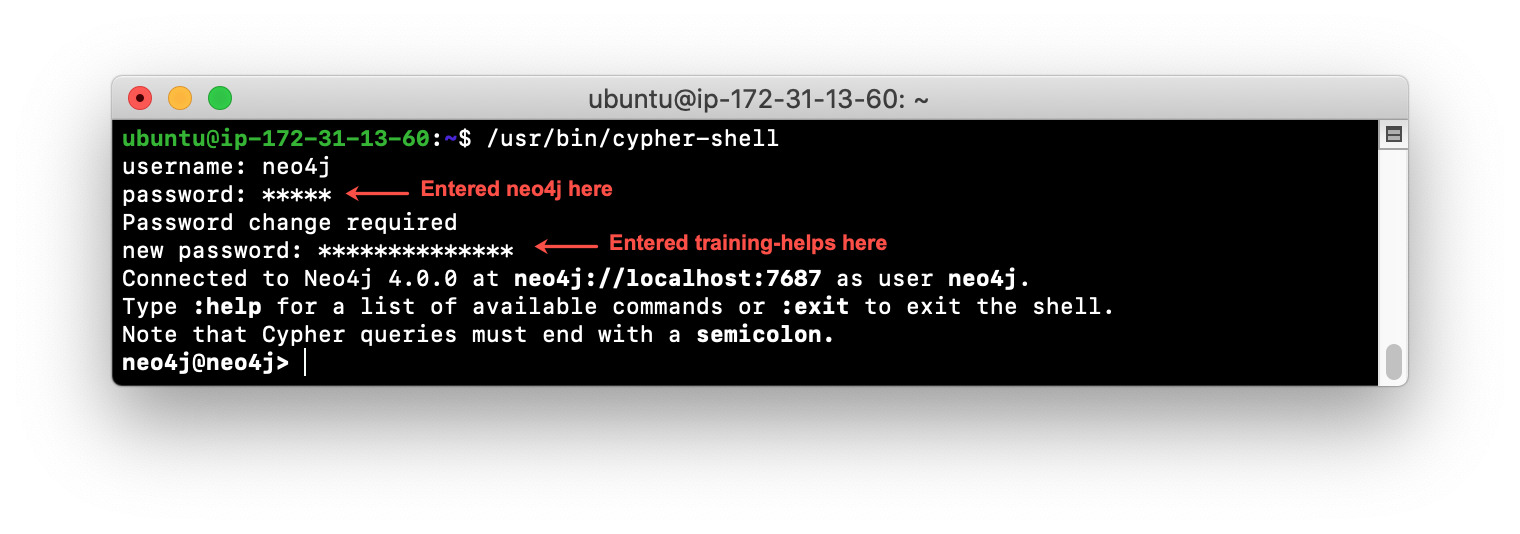 ubuntu@ip-172-31-13-60: ~
ubuntu@ip-172-31-13-60:~$ /usr/bin/cypher-shell
username: neo4j
password: ***** Entered neo4j here
Password change required
new password: ************** Entered training-helps here
Connected to Neo4j 4.0.0 at neo4j://localhost:7687 as user neo4j.
Type :help for a list of available commands or :exit to exit the shell.
Note that Cypher queries must end with a semicolon.
neo4j@neo4j>